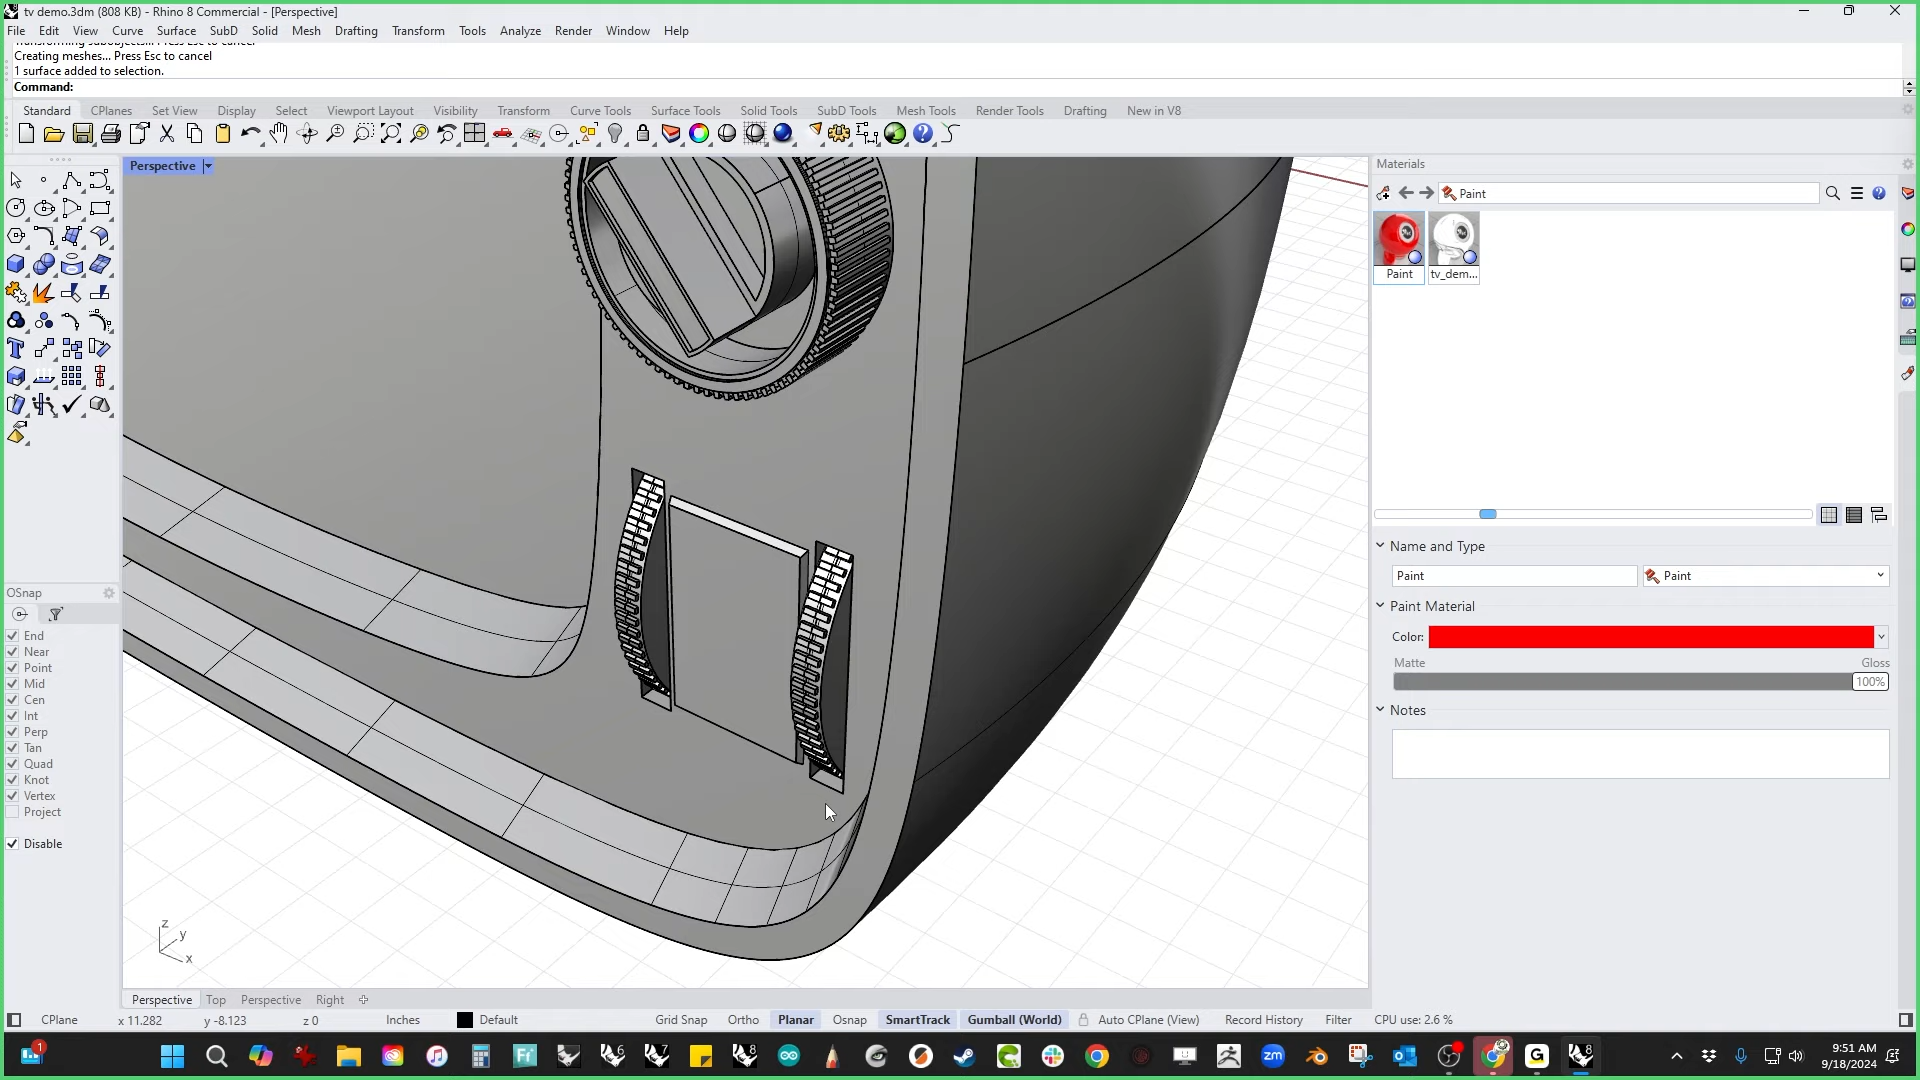 tv demo.3dm (808 KB) - Rhino 8 Commercial - [Perspective]
File Edit View Curve Surface SubD Solid Mesh Drafting Transform Tools Analyze Render Window Help
Transforming subobjects... Press Esc to cancel
Creating meshes... Press Esc to cancel
1 surface added to selection.
Command:
Standard CPlanes Set View Display Select Viewport Layout Visibility Transform Curve Tools Surface Tools Solid Tools SubD Tools Mesh Tools Render Tools Drafting New in V8
Perspective
Materials
Paint
Paint tv_dem...
Name and Type
Paint Paint
Paint Material
Color:
Matte Gloss
100%
Notes
OSnap
End
Near
Point
Mid
Cen
Int
Perp
Tan
Quad
Knot
Vertex
Project
Disable
z
y
x
Perspective Top Perspective Right
CPlane x 11.282 y -8.123 z 0 Inches Default Grid Snap Ortho Planar Osnap SmartTrack Gumball (World) Auto CPlane (View) Record History Filter CPU use: 2.6 %
9:51 AM
9/18/2024